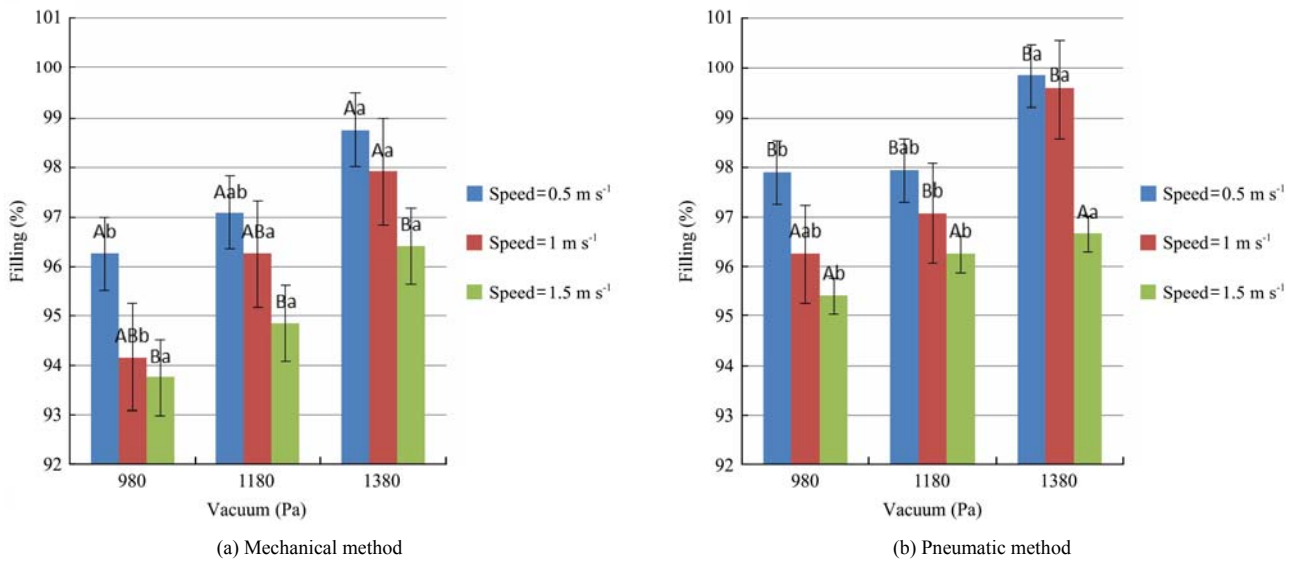 101
100
99
98
97
96
95
94
93
92
Filling (%)
Ab
ABb
Ba
Aab
ABa
Ba
Aa
Aa
Ba
980 1180 1380
Vacuum (Pa)
Speed=0.5 m s⁻¹
Speed=1 m s⁻¹
Speed=1.5 m s⁻¹
(a) Mechanical method
101
100
99
98
97
96
95
94
93
92
Filling (%)
Bb
Aab
Ab
Bab
Bb
Ab
Ba
Ba
Aa
980 1180 1380
Vacuum (Pa)
Speed=0.5 m s⁻¹
Speed=1 m s⁻¹
Speed=1.5 m s⁻¹
(b) Pneumatic method